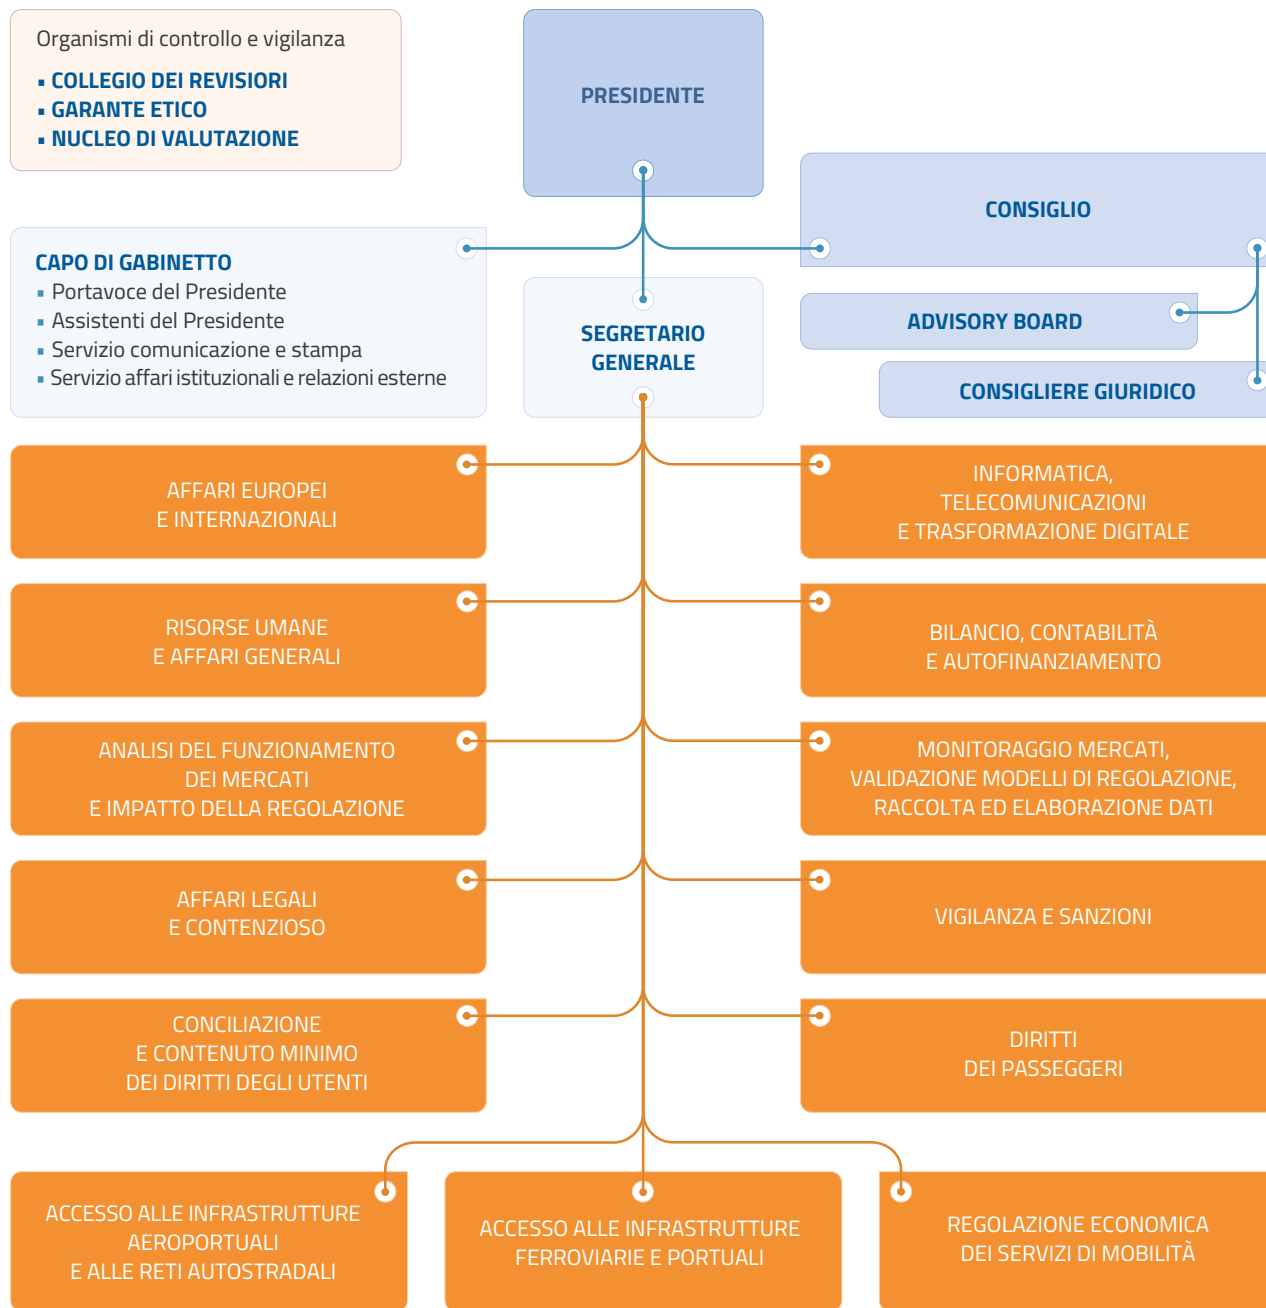 Organismi di controllo e vigilanza
▪ COLLEGIO DEI REVISIORI
▪ GARANTE ETICO
▪ NUCLEO DI VALUTAZIONE
PRESIDENTE
CONSIGLIO
CAPO DI GABINETTO
▪ Portavoce del Presidente
▪ Assistenti del Presidente
▪ Servizio comunicazione e stampa
▪ Servizio affari istituzionali e relazioni esterne
SEGRETARIO
GENERALE
ADVISORY BOARD
CONSIGLIERE GIURIDICO
AFFARI EUROPEI
E INTERNAZIONALI
INFORMATICA,
TELECOMUNICAZIONI
E TRASFORMAZIONE DIGITALE
RISORSE UMANE
E AFFARI GENERALI
BILANCIO, CONTABILITÀ
E AUTOFINANZIAMENTO
ANALISI DEL FUNZIONAMENTO
DEI MERCATI
E IMPATTO DELLA REGOLAZIONE
MONITORAGGIO MERCATI,
VALIDAZIONE MODELLI DI REGOLAZIONE,
RACCOLTA ED ELABORAZIONE DATI
AFFARI LEGALI
E CONTENZIOSO
VIGILANZA E SANZIONI
CONCILIAZIONE
E CONTENUTO MINIMO
DEI DIRITTI DEGLI UTENTI
DIRITTI
DEI PASSEGGERI
ACCESSO ALLE INFRASTRUTTURE
AEROPORTUALI
E ALLE RETI AUTOSTRADALI
ACCESSO ALLE INFRASTRUTTURE
FERROVIARIE E PORTUALI
REGOLAZIONE ECONOMICA
DEI SERVIZI DI MOBILITÀ